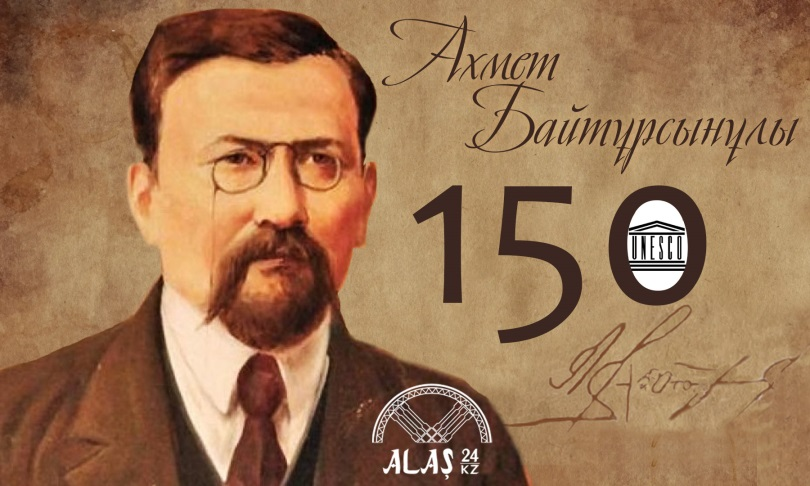 Ахмет
Байтұрсынұлы
150
UNESCO
ALAŞ 24
KZ